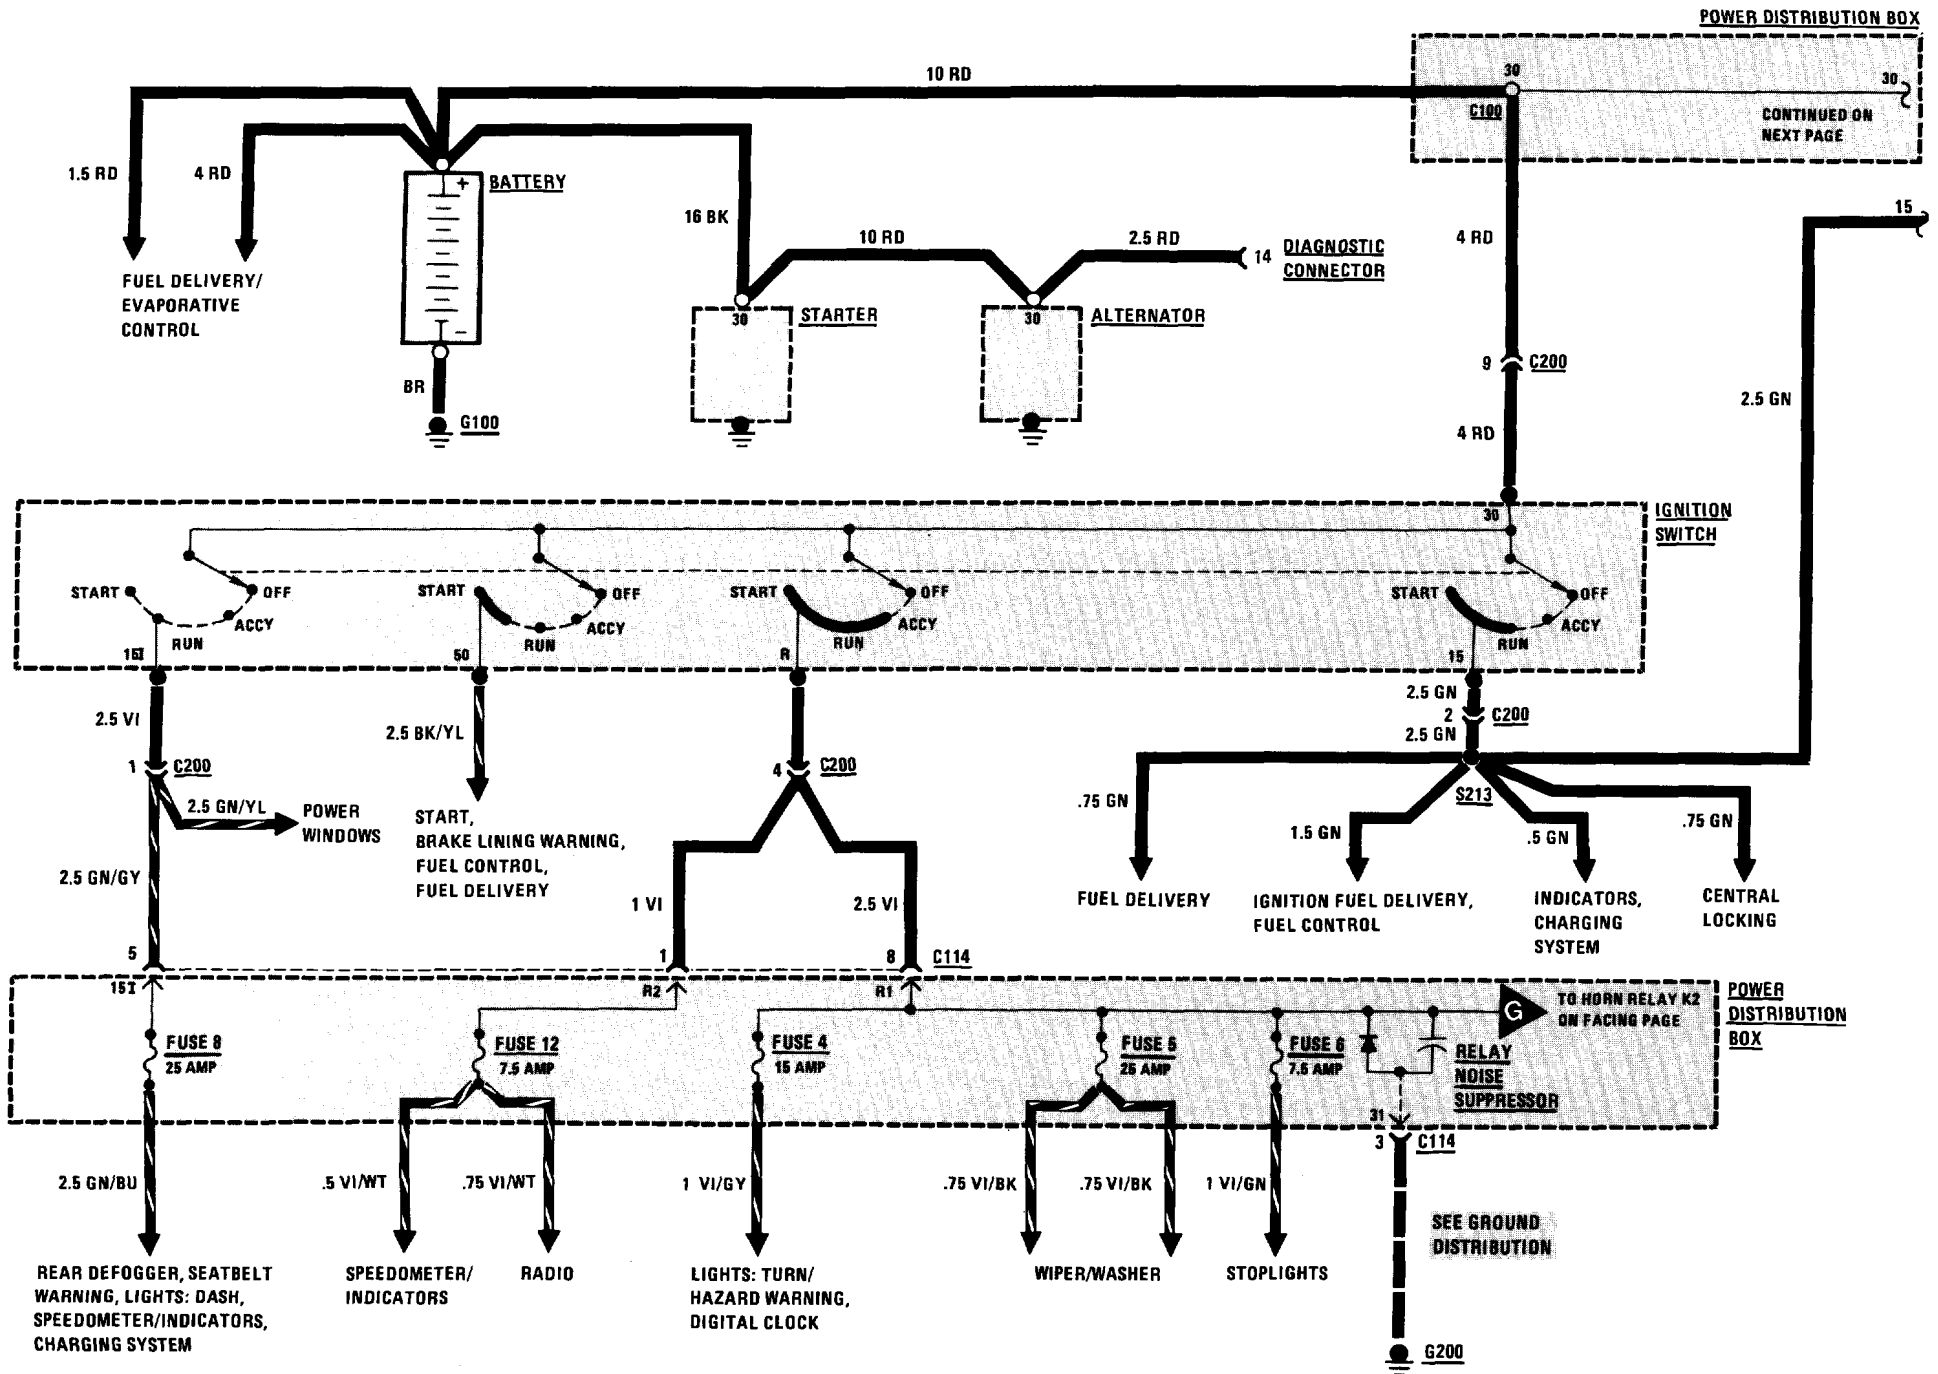 POWER DISTRIBUTION BOX
10 RD
30
30
C100
CONTINUED ON
NEXT PAGE
1.5 RD
4 RD
+
BATTERY
16 BK
10 RD
2.5 RD
14
DIAGNOSTIC
CONNECTOR
4 RD
15
FUEL DELIVERY/
EVAPORATIVE
CONTROL
30
STARTER
30
ALTERNATOR
-
BR
G100
9
C200
2.5 GN
4 RD
30
IGNITION
SWITCH
START
OFF
ACCY
RUN
START
OFF
ACCY
RUN
START
OFF
ACCY
RUN
START
OFF
ACCY
RUN
15I
50
R
15
2.5 VI
2.5 BK/YL
2.5 GN
2
C200
2.5 GN
1
C200
4
C200
2.5 GN/YL
POWER
WINDOWS
START,
BRAKE LINING WARNING,
FUEL CONTROL,
FUEL DELIVERY
S213
.75 GN
1.5 GN
.5 GN
.75 GN
2.5 GN/GY
1 VI
2.5 VI
FUEL DELIVERY
IGNITION FUEL DELIVERY,
FUEL CONTROL
INDICATORS,
CHARGING
SYSTEM
CENTRAL
LOCKING
5
1
8
C114
15I
R2
R1
G
TO HORN RELAY K2
ON FACING PAGE
POWER
DISTRIBUTION
BOX
FUSE 8
25 AMP
FUSE 12
7.5 AMP
FUSE 4
15 AMP
FUSE 5
25 AMP
FUSE 6
7.5 AMP
RELAY
NOISE
SUPPRESSOR
31
3
C114
2.5 GN/BU
.5 VI/WT
.75 VI/WT
1 VI/GY
.75 VI/BK
.75 VI/BK
1 VI/GN
SEE GROUND
DISTRIBUTION
REAR DEFOGGER, SEATBELT
WARNING, LIGHTS: DASH,
SPEEDOMETER/INDICATORS,
CHARGING SYSTEM
SPEEDOMETER/
INDICATORS
RADIO
LIGHTS: TURN/
HAZARD WARNING,
DIGITAL CLOCK
WIPER/WASHER
STOPLIGHTS
G200